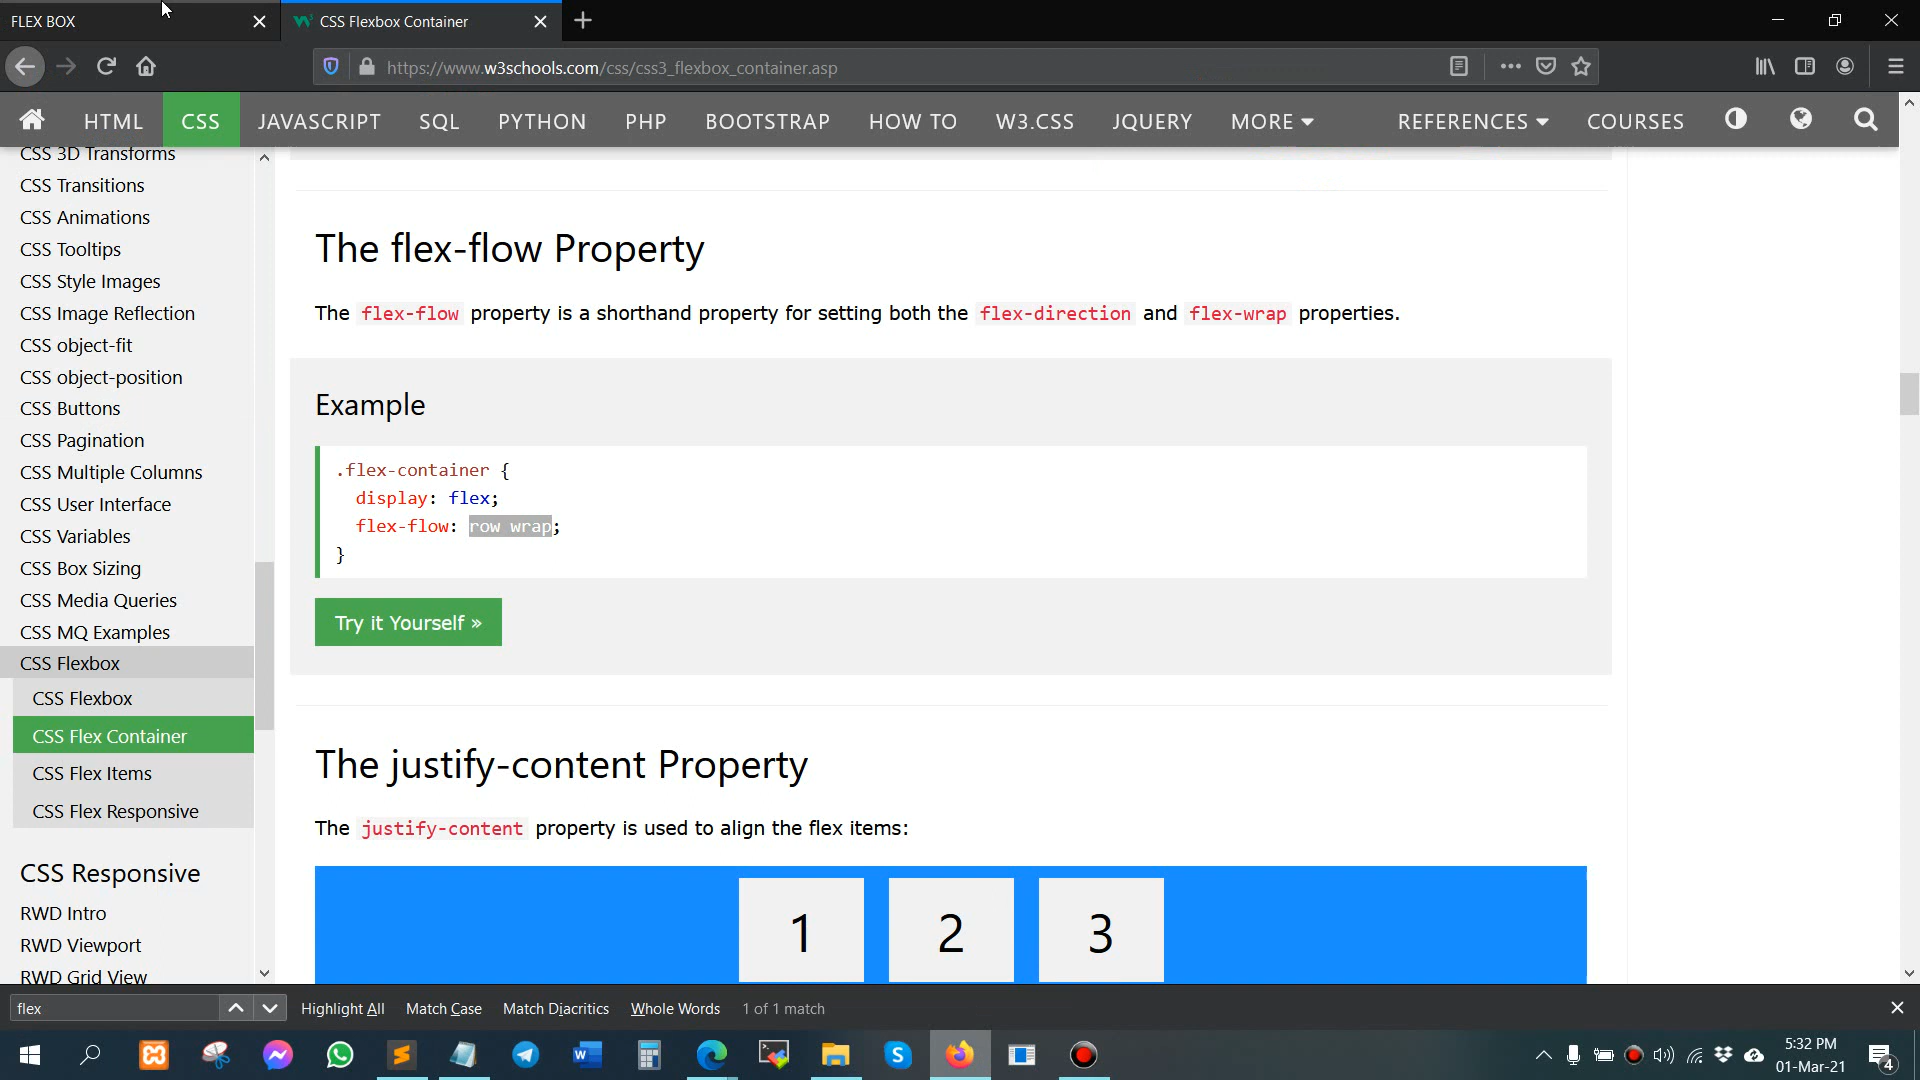 FLEX BOX
CSS Flexbox Container
https://www.w3schools.com/css/css3_flexbox_container.asp
HTML CSS JAVASCRIPT SQL PYTHON PHP BOOTSTRAP HOW TO W3.CSS JQUERY MORE REFERENCES COURSES
CSS 3D Transforms
CSS Transitions
CSS Animations
CSS Tooltips
CSS Style Images
CSS Image Reflection
CSS object-fit
CSS object-position
CSS Buttons
CSS Pagination
CSS Multiple Columns
CSS User Interface
CSS Variables
CSS Box Sizing
CSS Media Queries
CSS MQ Examples
CSS Flexbox
CSS Flexbox
CSS Flex Container
CSS Flex Items
CSS Flex Responsive
CSS Responsive
RWD Intro
RWD Viewport
RWD Grid View
The flex-flow Property
The flex-flow property is a shorthand property for setting both the flex-direction and flex-wrap properties.
Example
.flex-container {
display: flex;
flex-flow: row wrap;
}
Try it Yourself »
The justify-content Property
The justify-content property is used to align the flex items:
1 2 3
flex Highlight All Match Case Match Diacritics Whole Words 1 of 1 match
5:32 PM
01-Mar-21
4